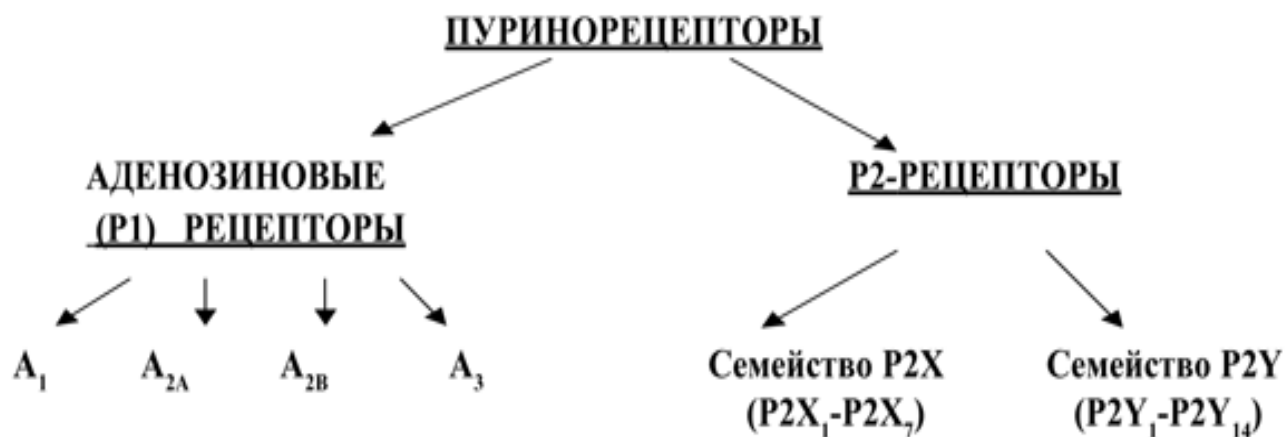 ПУРИНОРЕЦЕПТОРЫ
АДЕНОЗИНОВЫЕ
(P1) РЕЦЕПТОРЫ
P2-РЕЦЕПТОРЫ
A₁ A₂A A₂B A₃
Семейство P2X
(P2X₁-P2X₇)
Семейство P2Y
(P2Y₁-P2Y₁₄)